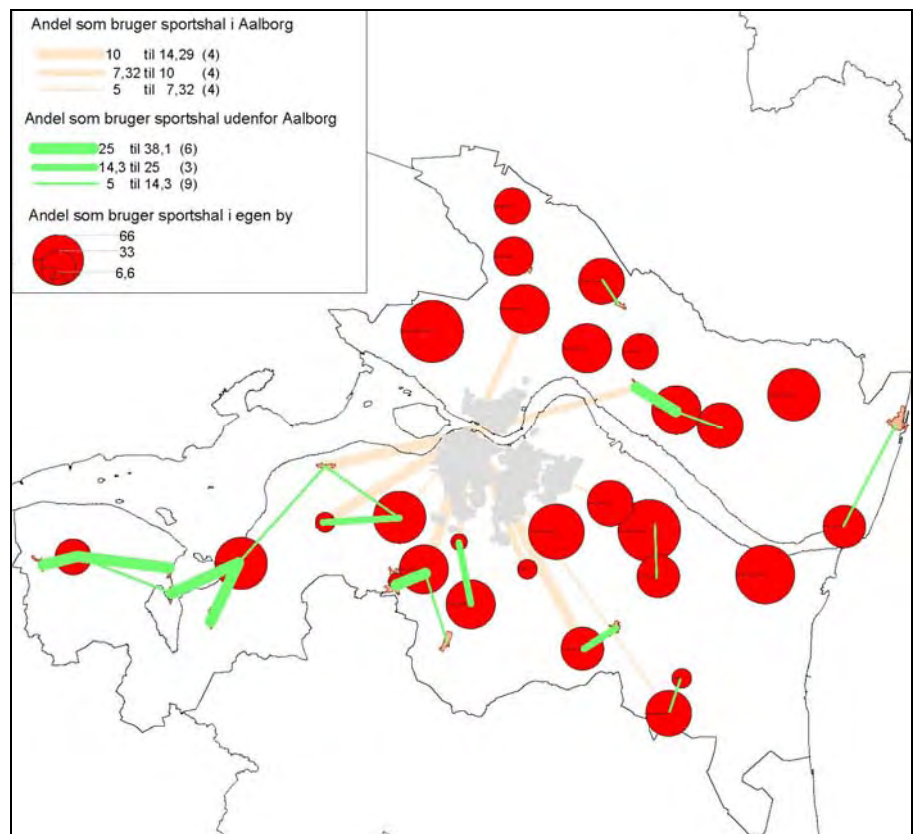 Andel som bruger sportshal i Aalborg
10 til 14,29 (4)
7,32 til 10 (4)
5 til 7,32 (4)
Andel som bruger sportshal udenfor Aalborg
25 til 38,1 (6)
14,3 til 25 (3)
5 til 14,3 (9)
Andel som bruger sportshal i egen by
66
33
6,6